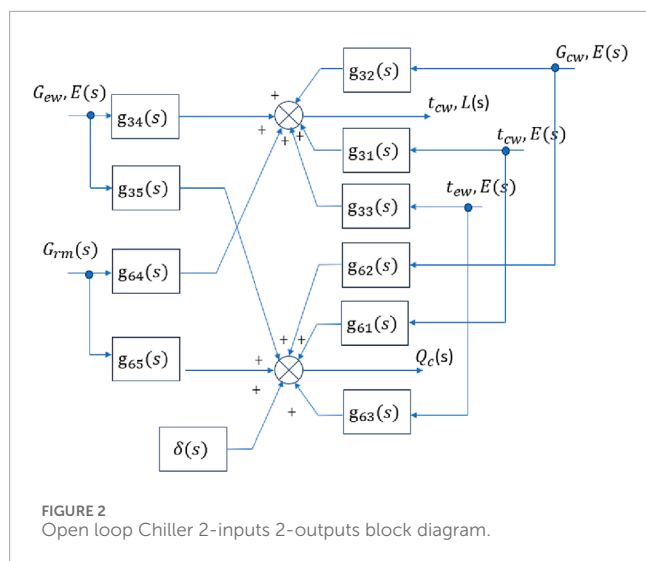 g₃₂(s)
G_cw, E(s)
G_ew, E(s)
g₃₄(s)
+
+
+
+
+
t_cw, L(s)
g₃₁(s)
t_cw, E(s)
g₃₅(s)
g₃₃(s)
t_ew, E(s)
G_rm(s)
g₆₄(s)
g₆₂(s)
g₆₅(s)
g₆₁(s)
+
+
+
+
+
+
Q_c(s)
g₆₃(s)
δ(s)
FIGURE 2
Open loop Chiller 2-inputs 2-outputs block diagram.